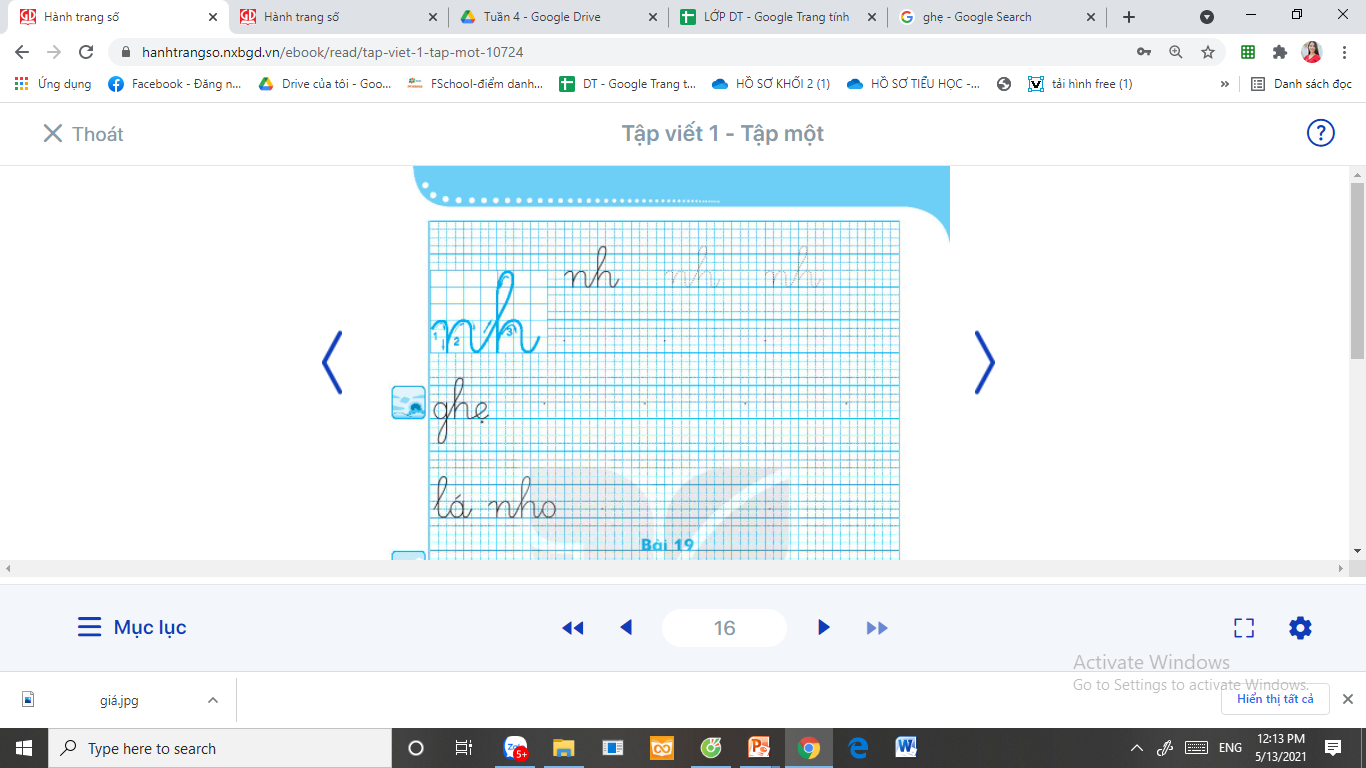 Hành trang số
Hành trang số
Tuần 4 - Google Drive
LỚP DT - Google Trang tính
ghẹ - Google Search
hanhtrangso.nxbgd.vn/ebook/read/tap-viet-1-tap-mot-10724
Ứng dụng
Facebook - Đăng n...
Drive của tôi - Goo...
FSchool-điểm danh...
DT - Google Trang t...
HỒ SƠ KHỐI 2 (1)
HỒ SƠ TIỂU HỌC -...
tải hình free (1)
»
Danh sách đọc
Thoát
Tập viết 1 - Tập một
?
nh nh nh
nh
1 2 3
ghẹ
lá nho
Bài 19
Mục lục
16
Activate Windows
Go to Settings to activate Windows.
giá.jpg
Hiển thị tất cả
Type here to search
5+
ENG
12:13 PM
5/13/2021